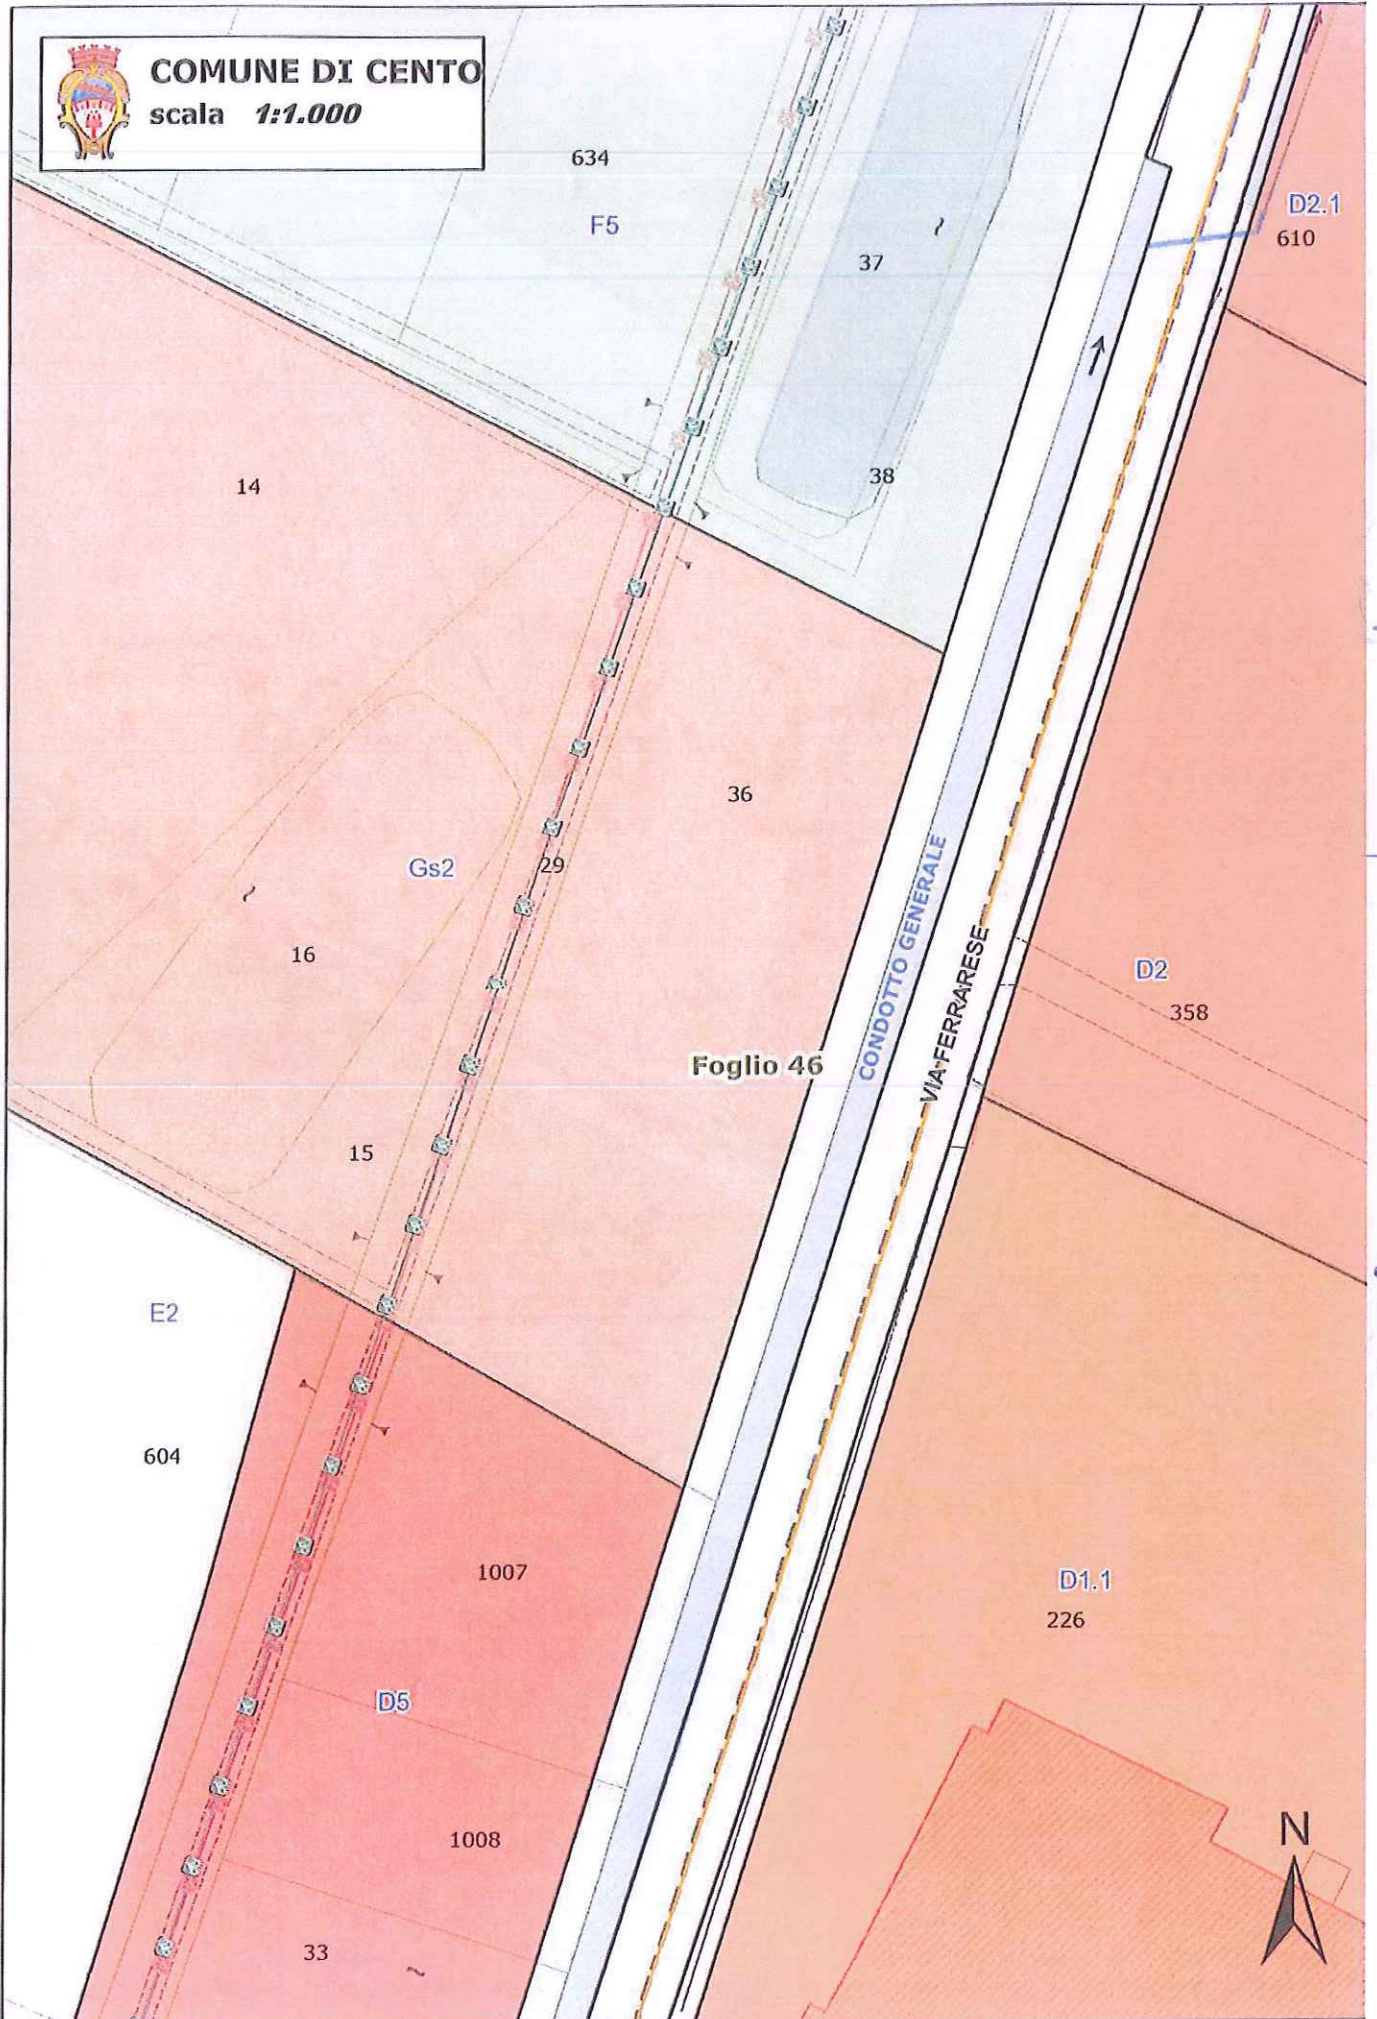 COMUNE DI CENTO
scala 1:1.000
634
F5
37
D2.1
610
38
14
36
Gs2
29
16
CONDOTTO GENERALE
VIA FERRARESE
D2
358
Foglio 46
15
E2
604
1007
D1.1
226
D5
1008
N
33